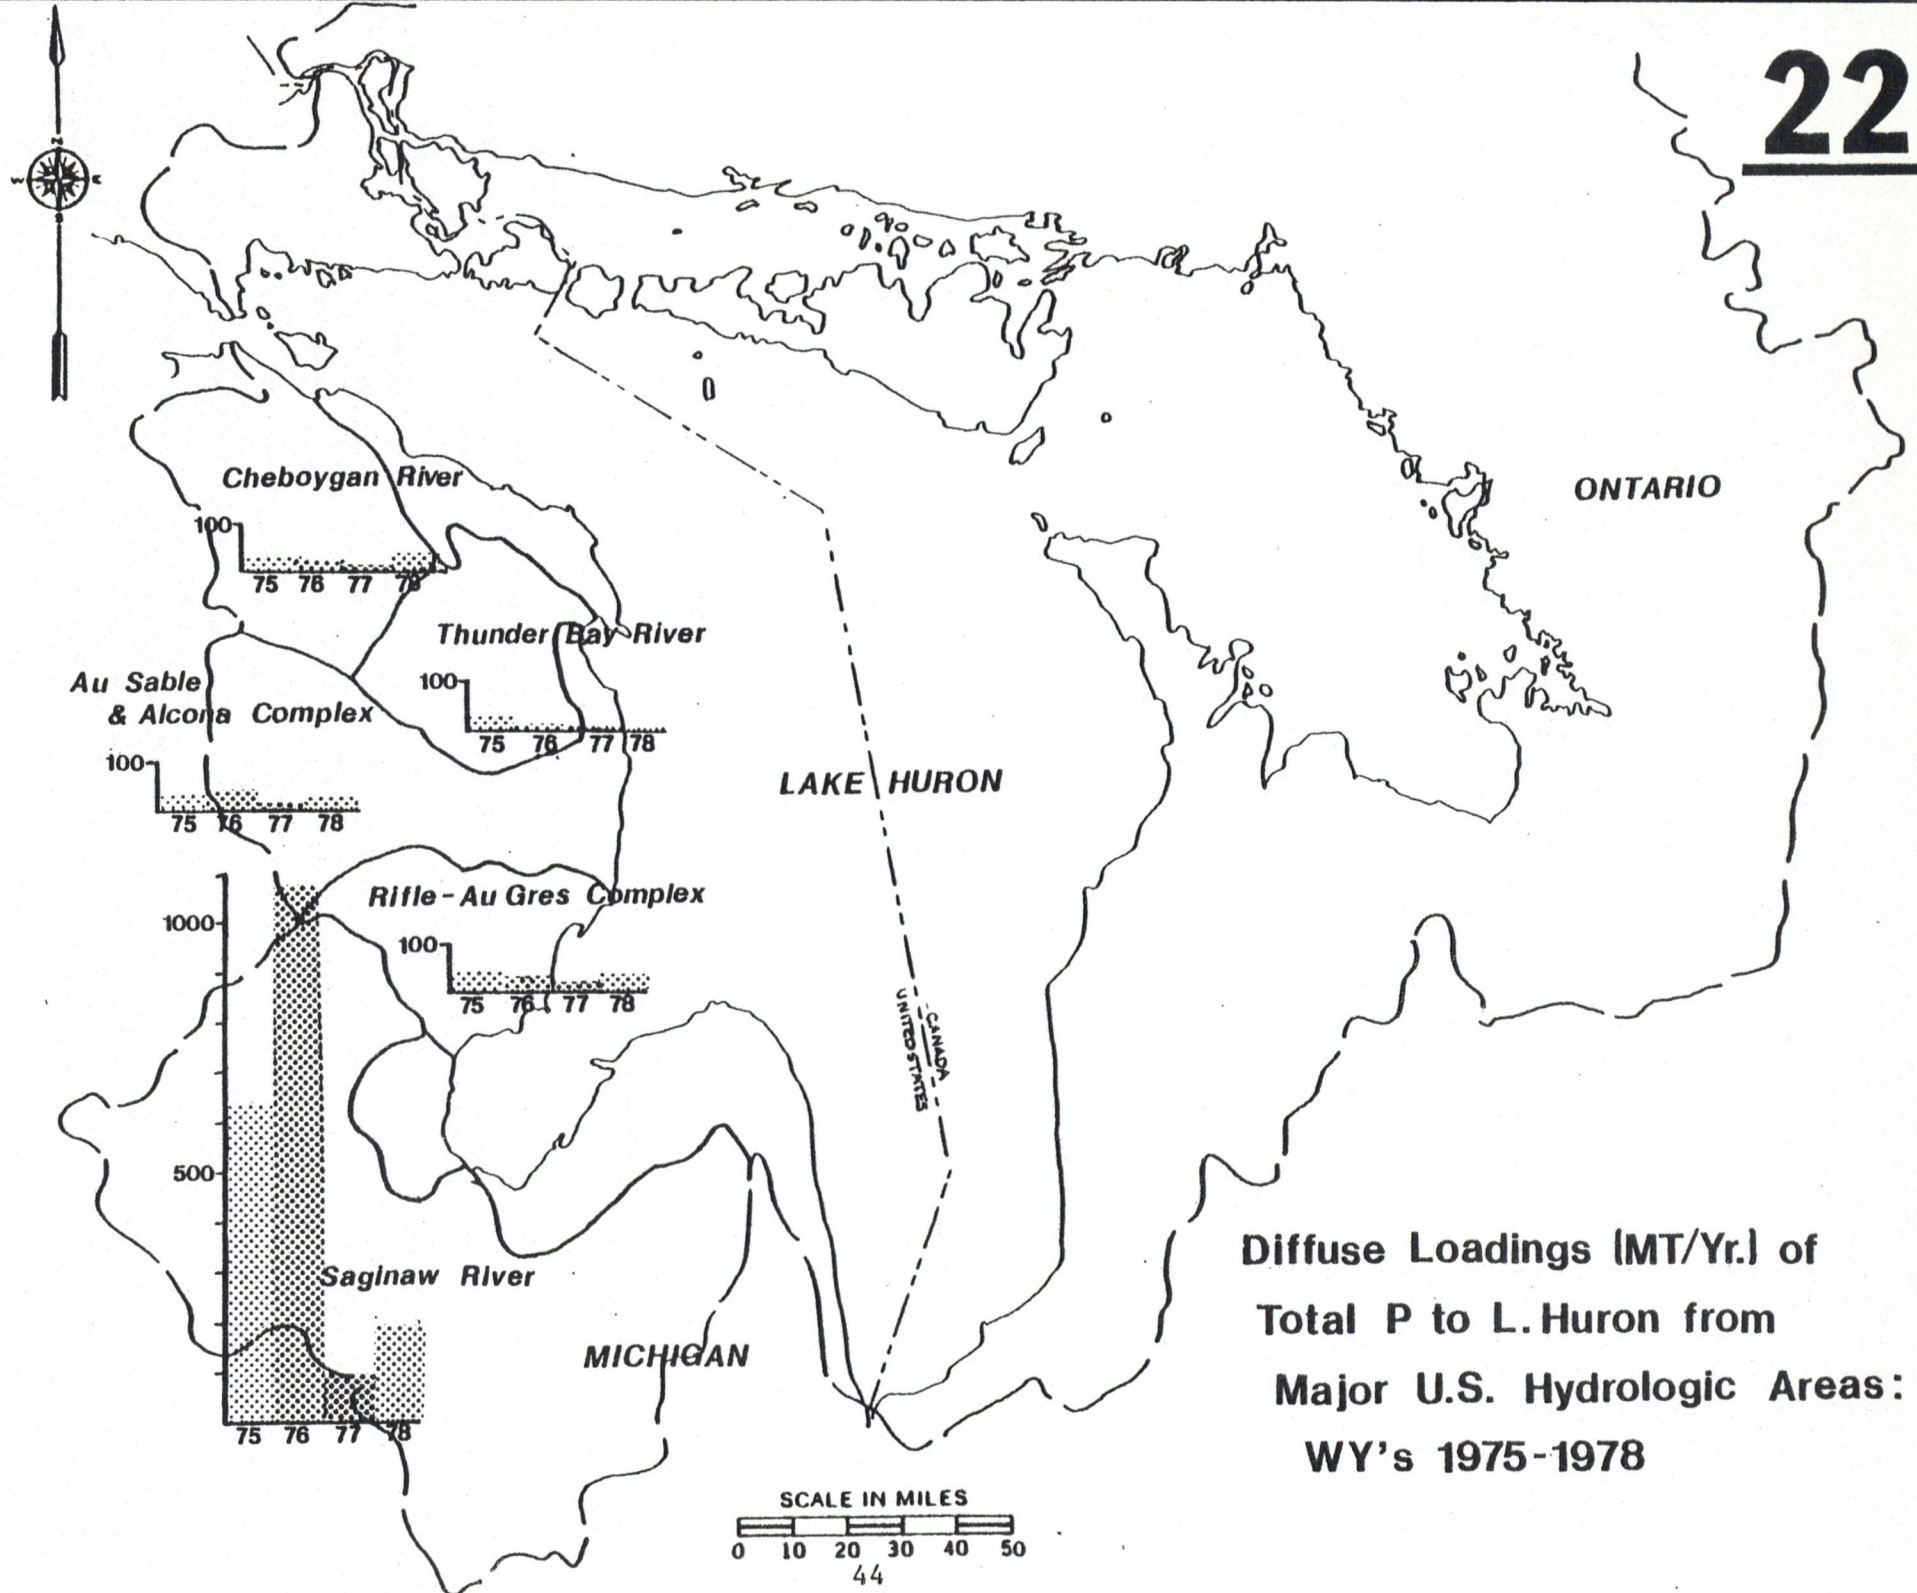 22
N
W
S
Cheboygan River
100
75 76 77 78
ONTARIO
Thunder Bay River
100
75 76 77 78
Au Sable
& Alcona Complex
100
75 76 77 78
LAKE HURON
Rifle-Au Gres Complex
100
75 76 77 78
1000
500
75 76 77 78
CANADA
UNITED STATES
Saginaw River
MICHIGAN
Diffuse Loadings (MT/Yr.) of
Total P to L. Huron from
Major U.S. Hydrologic Areas:
WY's 1975-1978
SCALE IN MILES
0 10 20 30 40 50
44